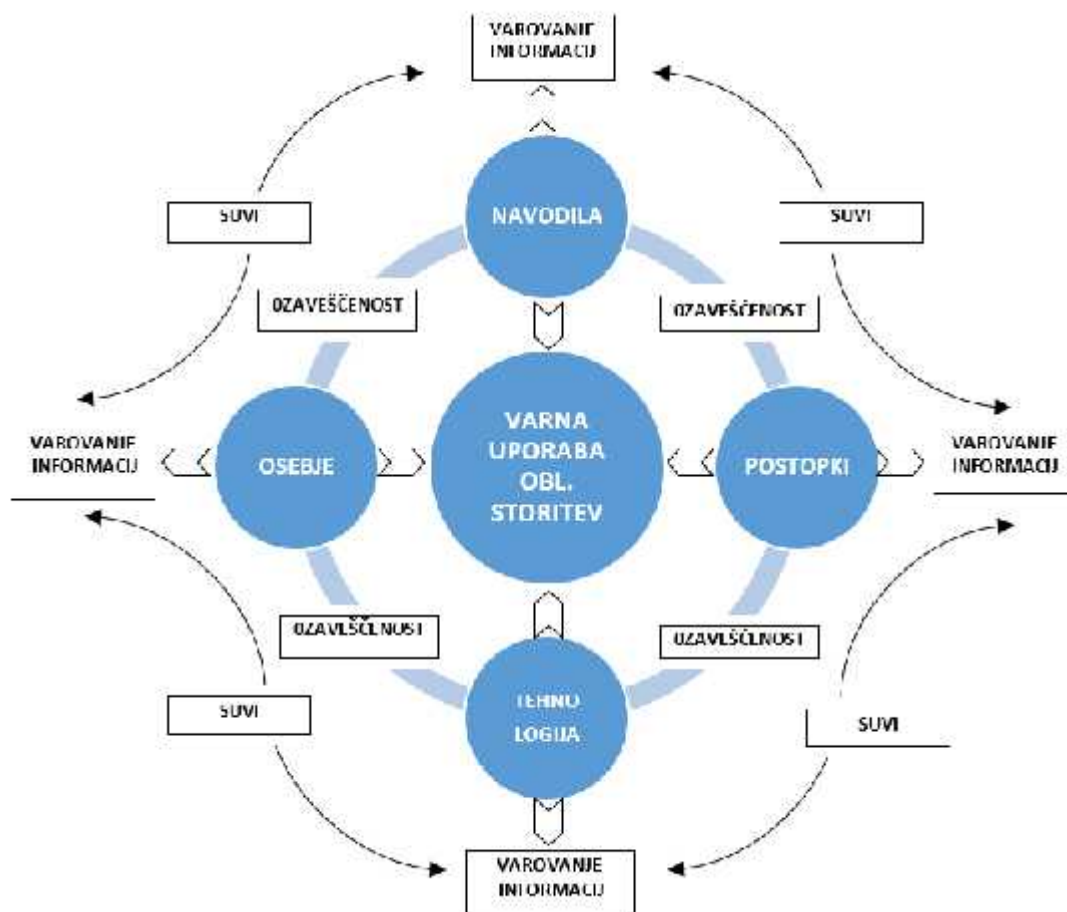 VAROVANJE
INFORMACIJ
NAVODILA
SUVI
SUVI
OZAVEŠČENOST
OZAVEŠČENOST
VAROVANJE
INFORMACIJ
OSEBJE
VARNA
UPORABA
OBL.
STORITEV
POSTOPKI
VAROVANJE
INFORMACIJ
OZAVEŠČENOST
OZAVEŠČENOST
SUVI
TEHNO
LOGIJA
SUVI
VAROVANJE
INFORMACIJ